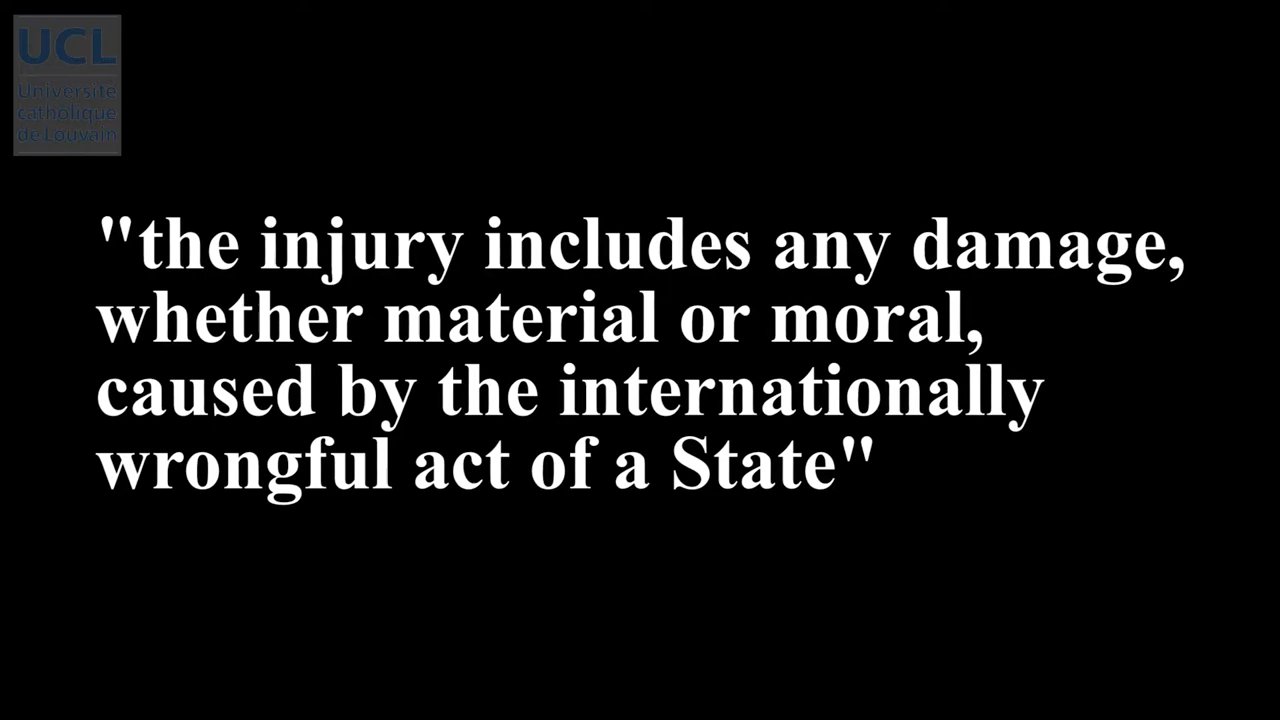 UCL
Université
catholique
de Louvain
"the injury includes any damage,
whether material or moral,
caused by the internationally
wrongful act of a State"